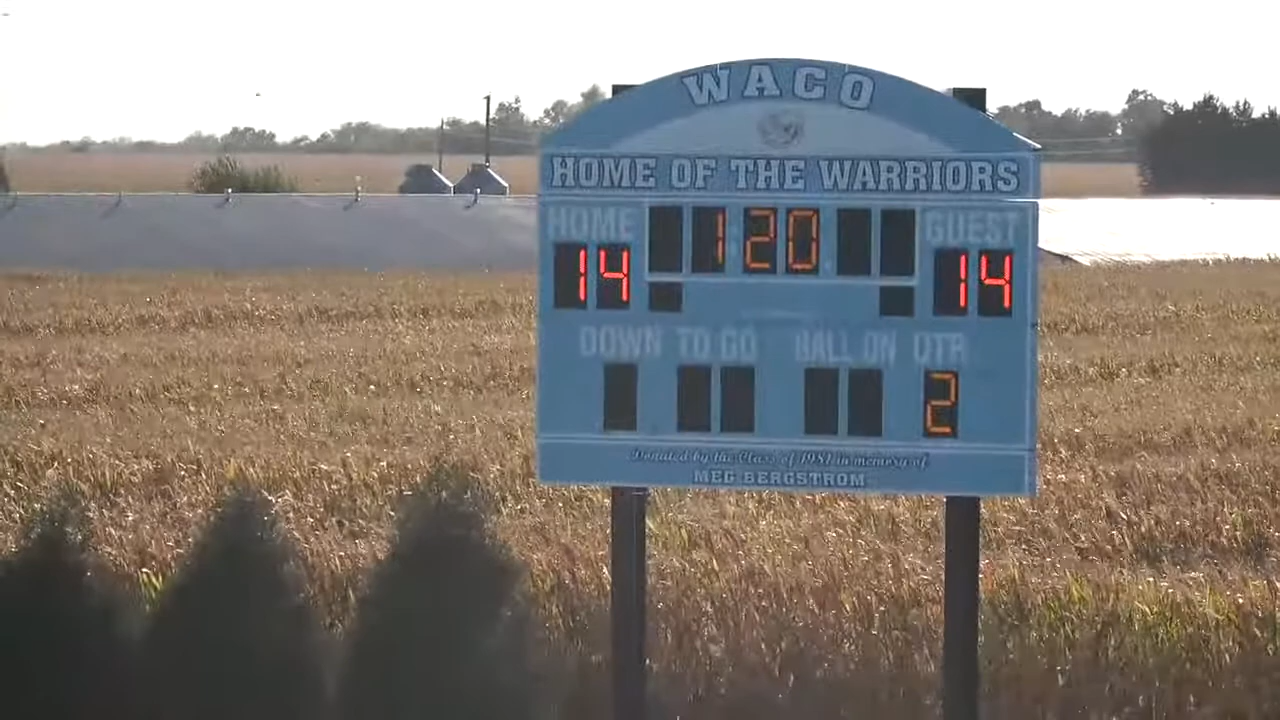 WACO
HOME OF THE WARRIORS
HOME 1 20 GUEST
14 14
DOWN TO GO BALL ON QTR
2
Donated by the Class of 1981 in memory of
MEG BERGSTROM